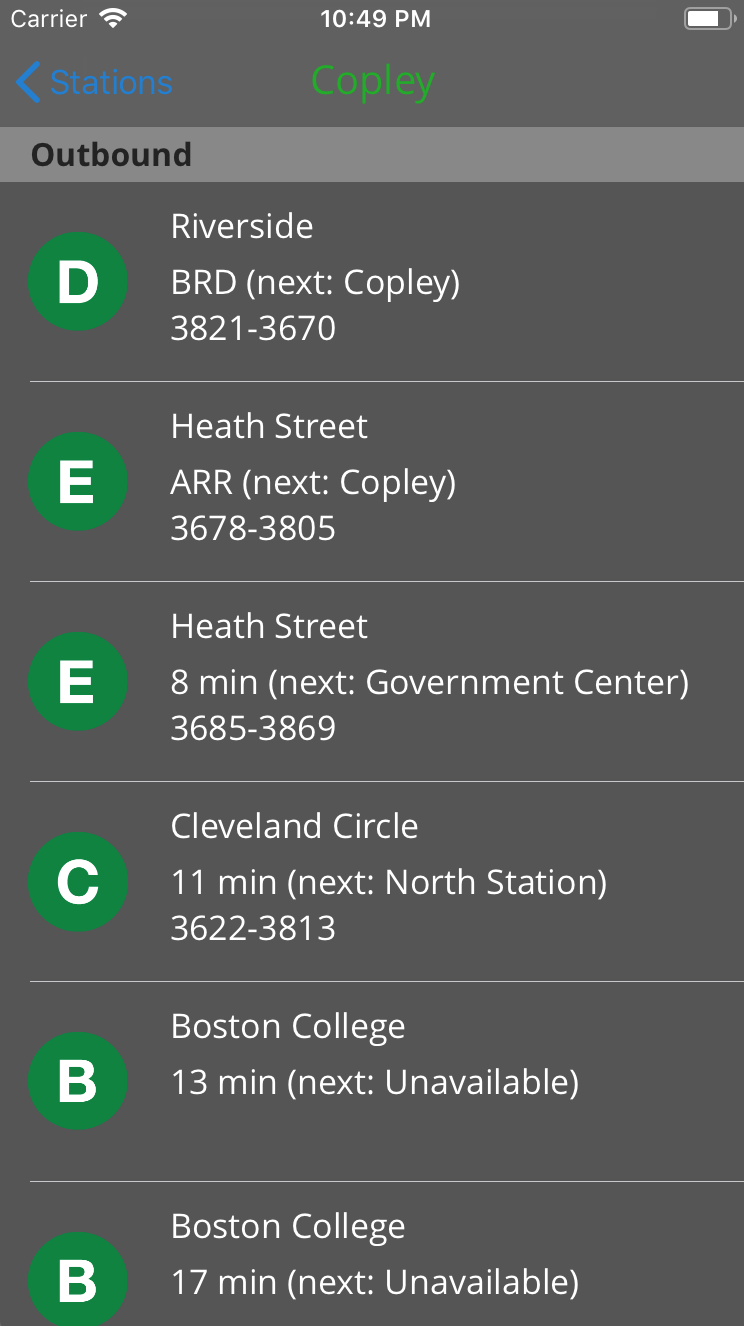 Carrier 10:49 PM
Stations Copley
Outbound
D
Riverside
BRD (next: Copley)
3821-3670
E
Heath Street
ARR (next: Copley)
3678-3805
E
Heath Street
8 min (next: Government Center)
3685-3869
C
Cleveland Circle
11 min (next: North Station)
3622-3813
B
Boston College
13 min (next: Unavailable)
B
Boston College
17 min (next: Unavailable)